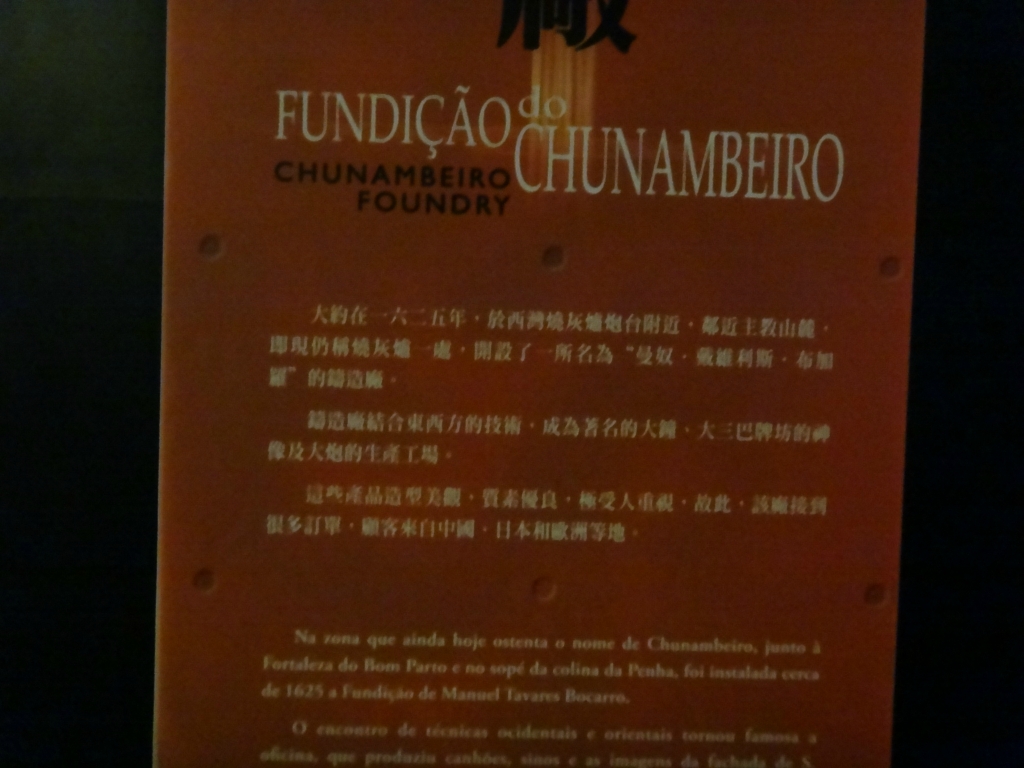 廠
FUNDIÇÃO do
CHUNAMBEIRO
CHUNAMBEIRO
FOUNDRY
大約在一六二五年，於西灣燒灰爐炮台附近，鄰近主教山麓，
即現仍稱燒灰爐一處，開設了一所名為“曼奴．戴維利斯．布加
羅”的鑄造廠。
鑄造廠結合東西方的技術，成為著名的大鐘、大三巴牌坊的神
像及大炮的生產工場。
這些產品造型美觀，質素優良，極受人重視，故此，該廠接到
很多訂單，顧客來自中國，日本和歐洲等地。
Na zona que ainda hoje ostenta o nome de Chunambeiro, junto à
Fortaleza do Bom Parto e no sopé da colina da Penha, foi instalada cerca
de 1625 a Fundição de Manuel Tavares Bocarro.
O encontro de técnicas ocidentais e orientais tornou famosa a
oficina, que produziu canhões, sinos e as imagens da fachada de S.